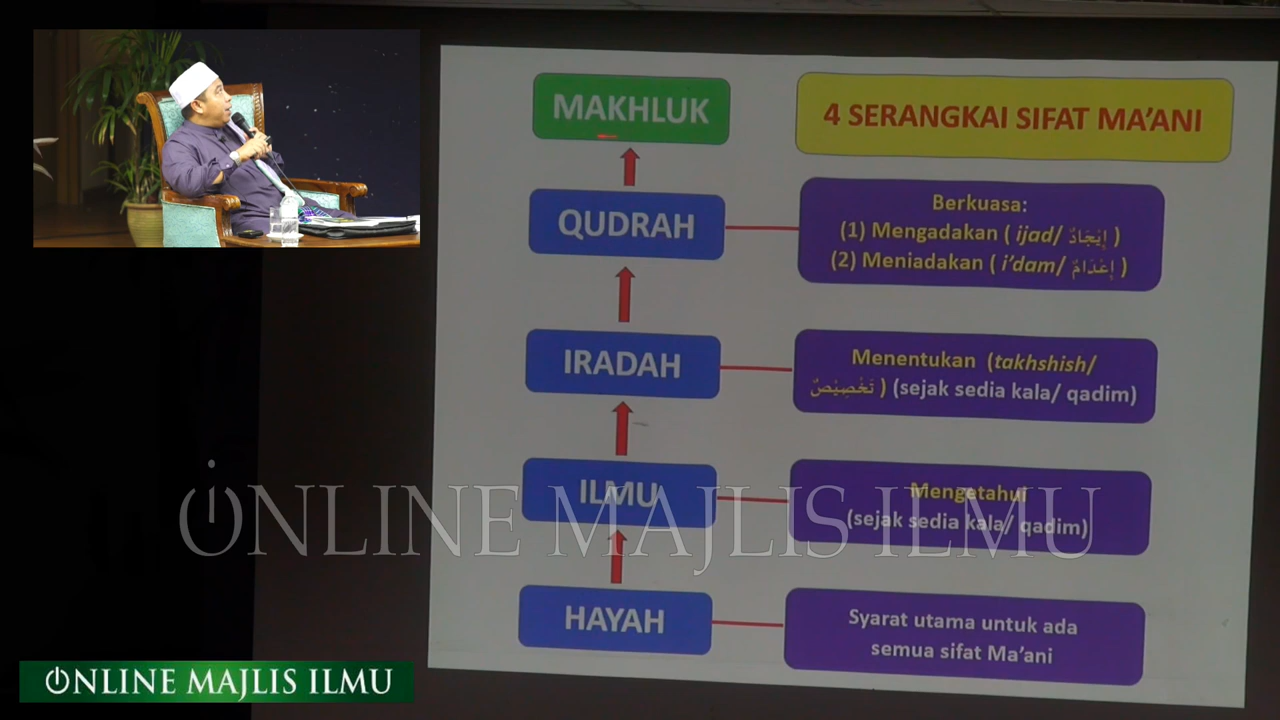 4 SERANGKAI SIFAT MA'ANI
MAKHLUK
QUDRAH
Berkuasa:
(1) Mengadakan ( ijad/ إِيْجَادٌ )
(2) Meniadakan ( i'dam/ إِعْدَامٌ )
IRADAH
Menentukan (takhshish/
تَخْصِيْصٌ ) (sejak sedia kala/ qadim)
ILMU
Mengetahui
(sejak sedia kala/ qadim)
HAYAH
Syarat utama untuk ada
semua sifat Ma'ani
ONLINE MAJLIS ILMU
ONLINE MAJLIS ILMU